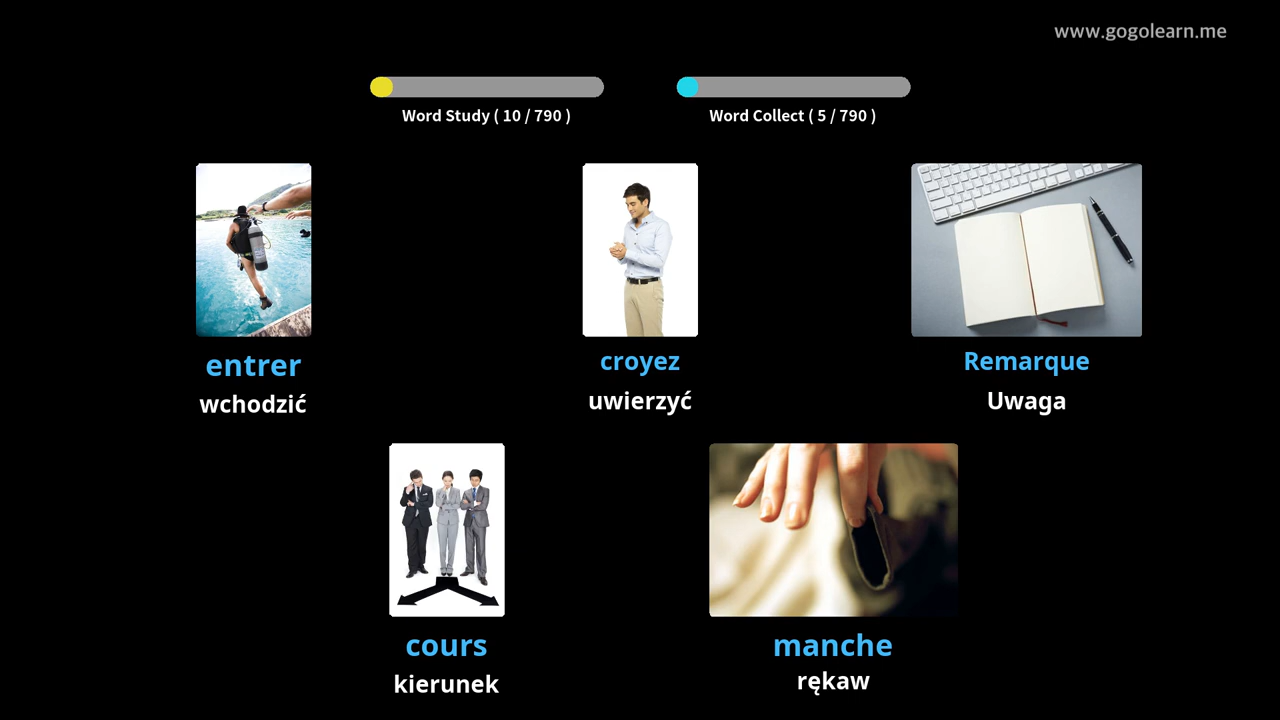 www.gogolearn.me
Word Study ( 10 / 790 )
Word Collect ( 5 / 790 )
entrer
wchodzić
croyez
uwierzyć
Remarque
Uwaga
cours
kierunek
manche
rękaw